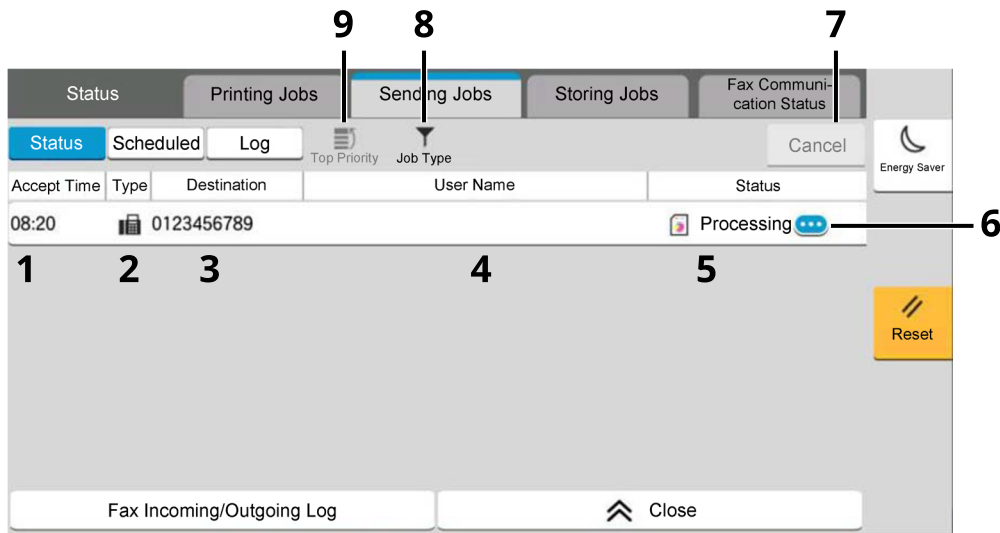 9 8 7
Status Printing Jobs Sending Jobs Storing Jobs Fax Communi-
cation Status
Status Scheduled Log Top Priority Job Type Cancel
Energy Saver
Accept Time Type Destination User Name Status
08:20 0123456789 Processing 6
1 2 3 4 5
Reset
Fax Incoming/Outgoing Log Close